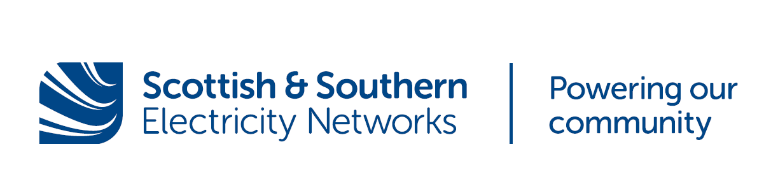 Scottish & Southern
Electricity Networks
Powering our
community